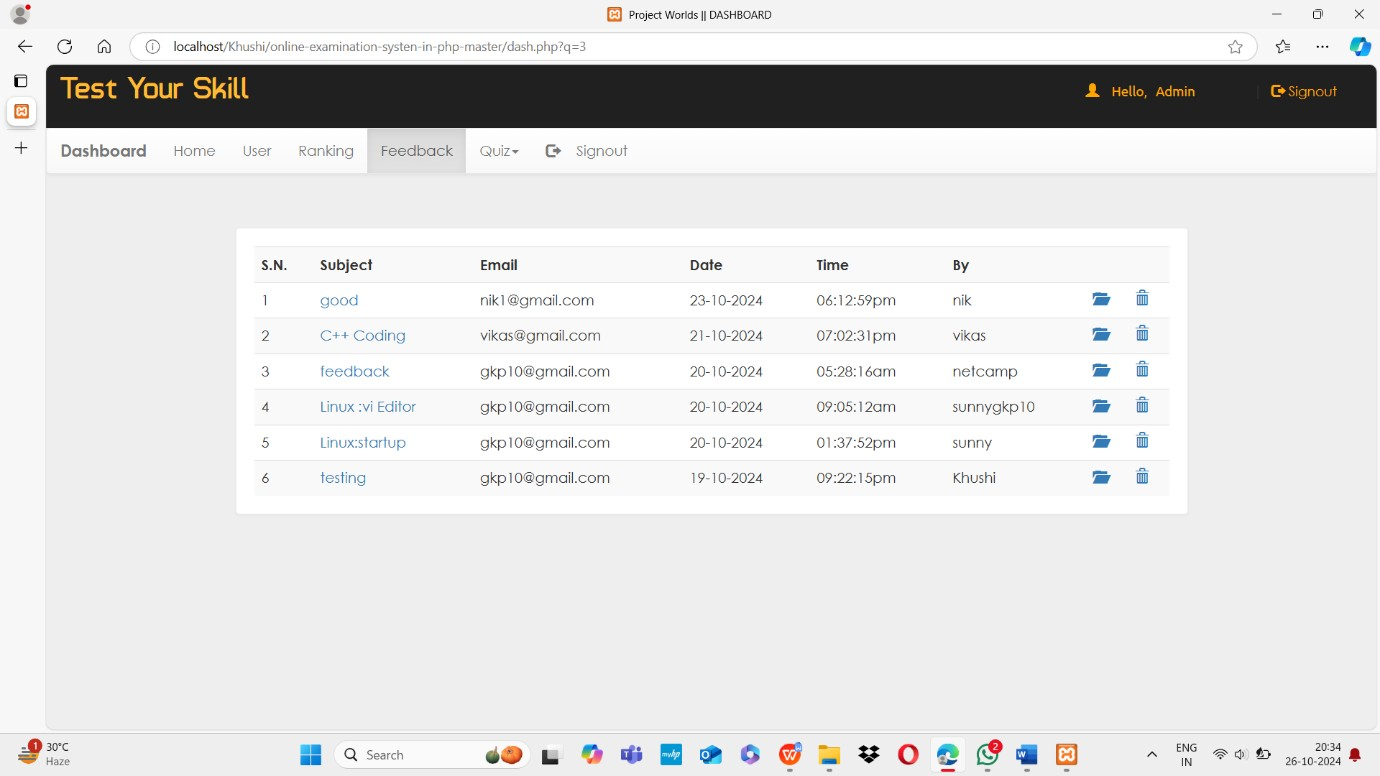 Project Worlds || DASHBOARD
localhost/Khushi/online-examination-systen-in-php-master/dash.php?q=3
Test Your Skill
Hello, Admin
Signout
Dashboard Home User Ranking Feedback Quiz Signout
S.N. Subject Email Date Time By
1 good nik1@gmail.com 23-10-2024 06:12:59pm nik
2 C++ Coding vikas@gmail.com 21-10-2024 07:02:31pm vikas
3 feedback gkp10@gmail.com 20-10-2024 05:28:16am netcamp
4 Linux :vi Editor gkp10@gmail.com 20-10-2024 09:05:12am sunnygkp10
5 Linux:startup gkp10@gmail.com 20-10-2024 01:37:52pm sunny
6 testing gkp10@gmail.com 19-10-2024 09:22:15pm Khushi
1
30°C
Haze
Search
myhp
W
2
W
ENG
IN
20:34
26-10-2024